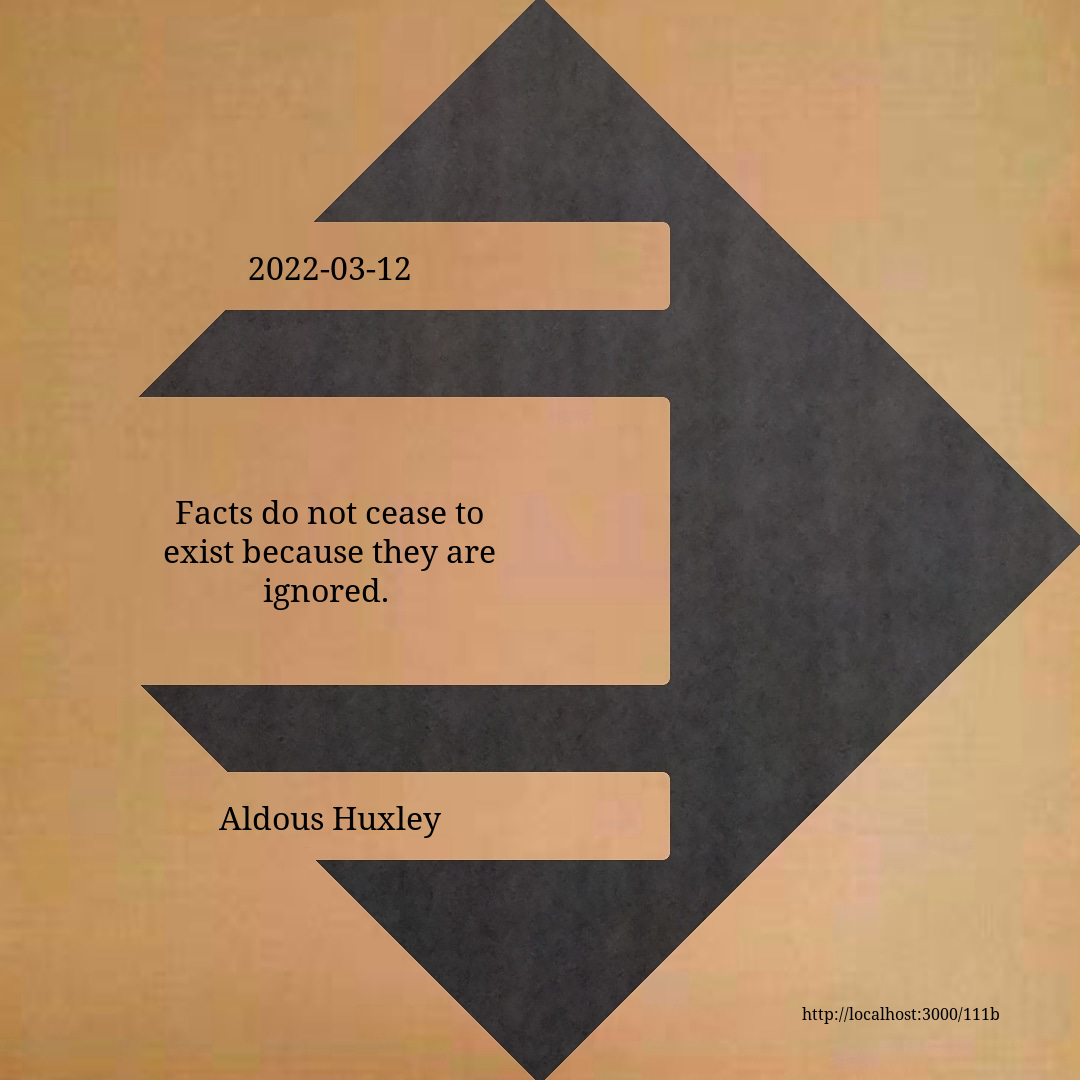 2022-03-12
Facts do not cease to
exist because they are
ignored.
Aldous Huxley
http://localhost:3000/111b